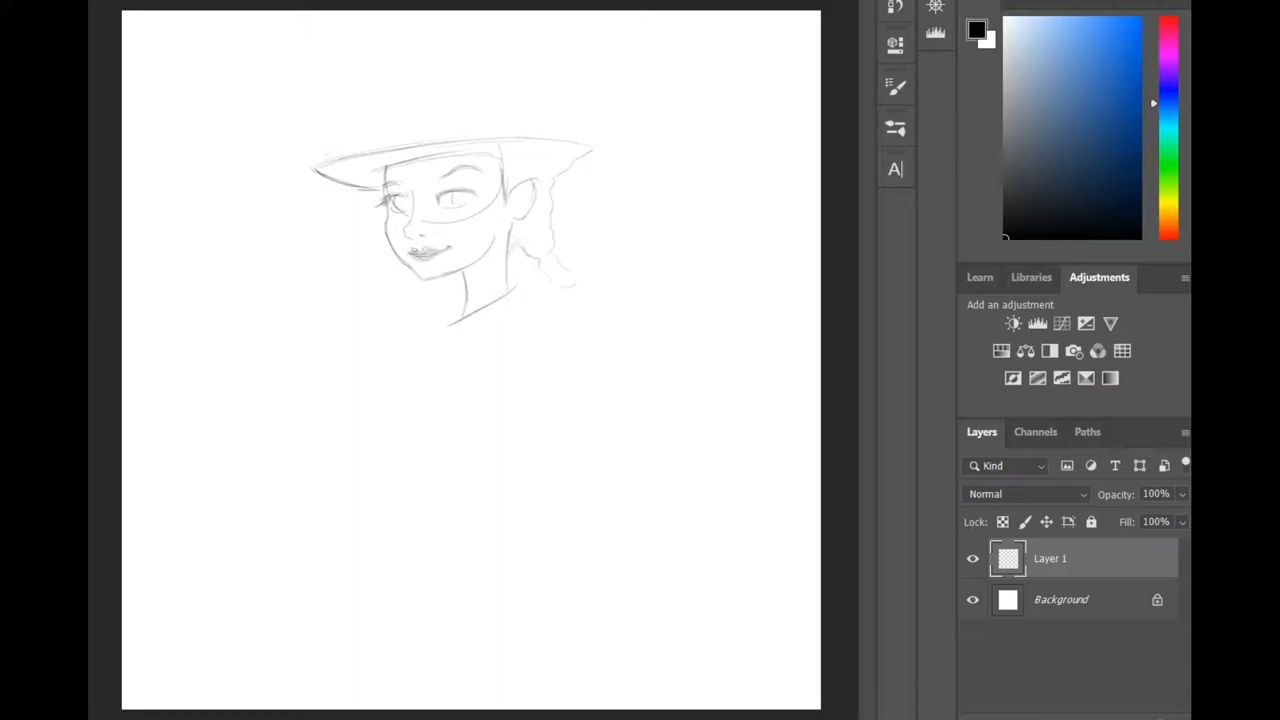 A|
Learn Libraries Adjustments
Add an adjustment
Layers Channels Paths
Kind
Normal Opacity: 100%
Lock: Fill: 100%
Layer 1
Background